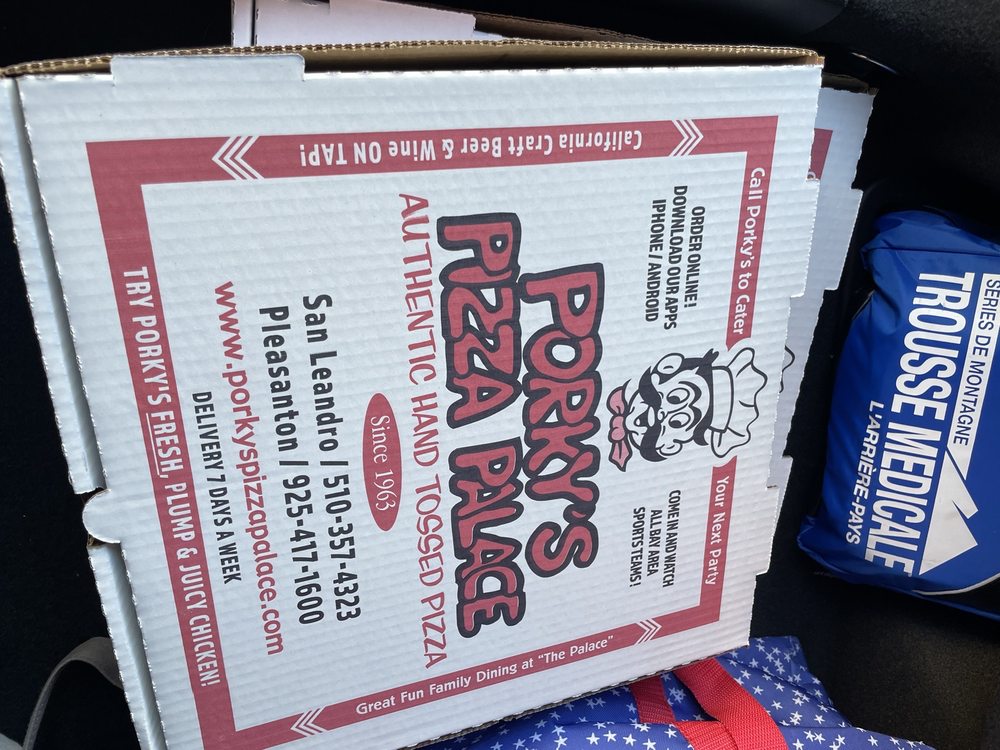 Call Porky's to Cater
Your Next Party
ORDER ONLINE!
DOWNLOAD OUR APPS
IPHONE / ANDROID
COME IN AND WATCH
ALL BAY AREA
SPORTS TEAMS!
PORKY'S
PIZZA PALACE
AUTHENTIC HAND TOSSED PIZZA
Since 1963
San Leandro / 510-357-4323
Pleasanton / 925-417-1600
www.porkyspizzapalace.com
DELIVERY 7 DAYS A WEEK
TRY PORKY'S FRESH, PLUMP & JUICY CHICKEN!
California Craft Beer & Wine ON TAP!
Great Fun Family Dining at "The Palace"
SÉRIES DE MONTAGNE
TROUSSE MEDICALE
L'ARRIÈRE-PAYS